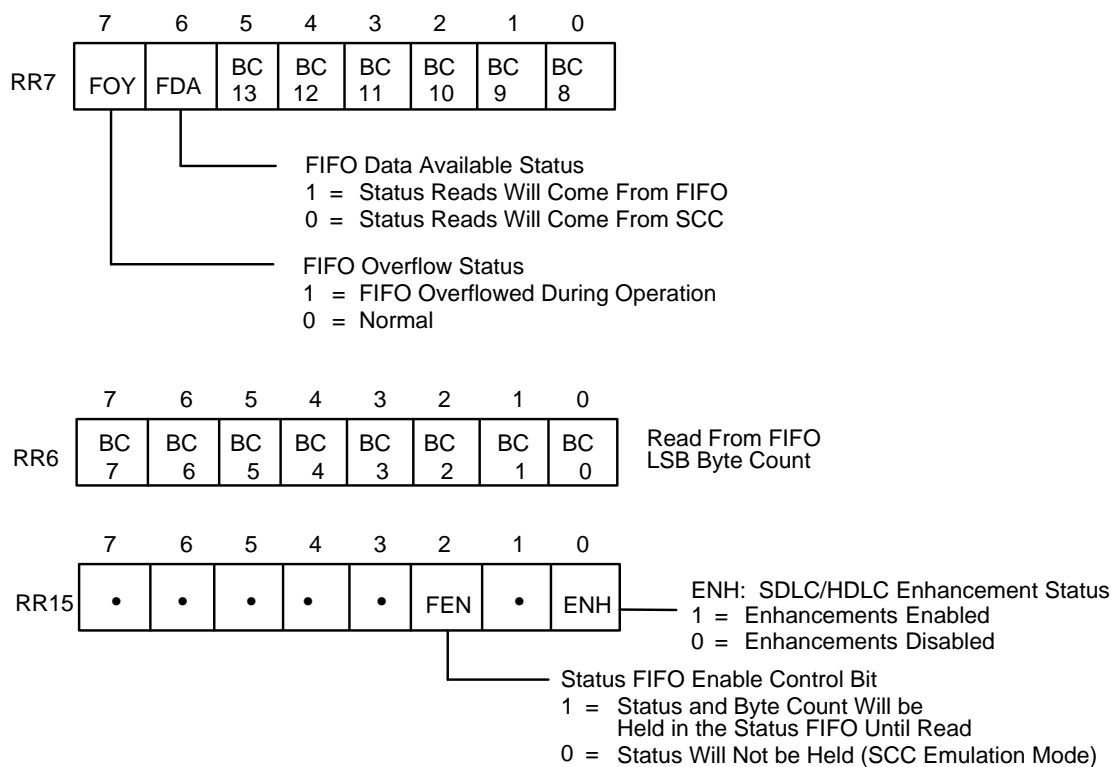 7 6 5 4 3 2 1 0
RR7 FOY FDA BC 13 BC 12 BC 11 BC 10 BC 9 BC 8
FIFO Data Available Status
1 = Status Reads Will Come From FIFO
0 = Status Reads Will Come From SCC
FIFO Overflow Status
1 = FIFO Overflowed During Operation
0 = Normal
7 6 5 4 3 2 1 0
RR6 BC 7 BC 6 BC 5 BC 4 BC 3 BC 2 BC 1 BC 0
Read From FIFO
LSB Byte Count
7 6 5 4 3 2 1 0
RR15 • • • • • FEN • ENH
ENH: SDLC/HDLC Enhancement Status
1 = Enhancements Enabled
0 = Enhancements Disabled
Status FIFO Enable Control Bit
1 = Status and Byte Count Will be
Held in the Status FIFO Until Read
0 = Status Will Not be Held (SCC Emulation Mode)